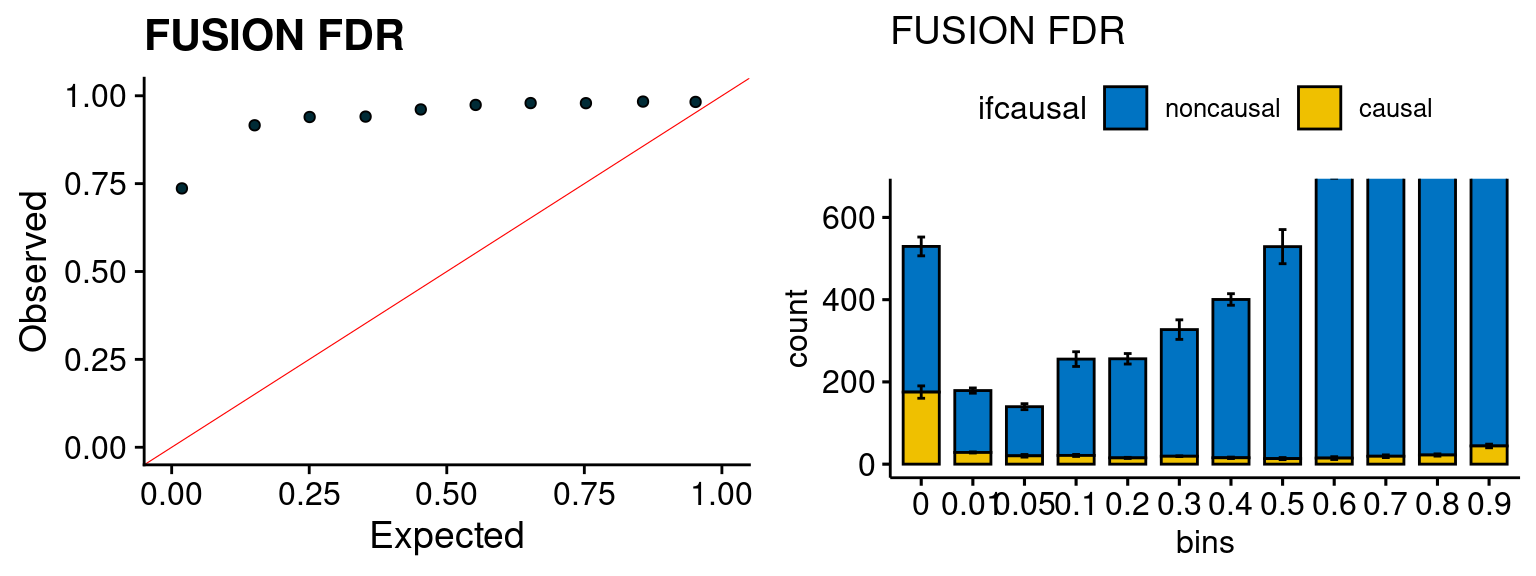 FUSION FDR
Observed
1.00
0.75
0.50
0.25
0.00
0.00 0.25 0.50 0.75 1.00
Expected
FUSION FDR
ifcausal noncausal causal
count
600
400
200
0
0 0.01 0.05 0.1 0.2 0.3 0.4 0.5 0.6 0.7 0.8 0.9
bins